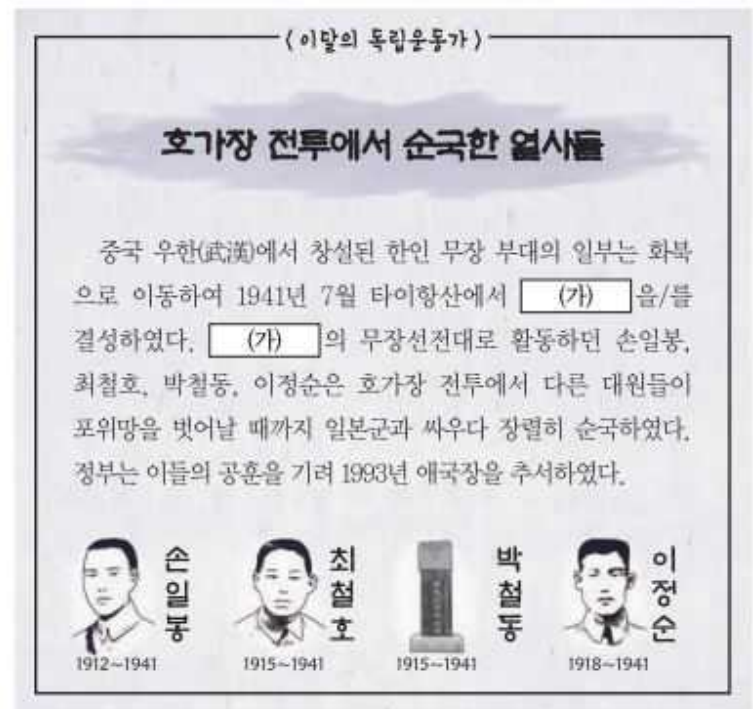 < 이달의 독립운동가 >
호가장 전투에서 순국한 열사들
중국 우한(武漢)에서 창설된 한인 무장 부대의 일부는 화북
으로 이동하여 1941년 7월 타이항산에서 (가) 을/를
결성하였다. (가) 의 무장선전대로 활동하던 손일봉,
최철호, 박철동, 이정순은 호가장 전투에서 다른 대원들이
포위망을 벗어날 때까지 일본군과 싸우다 장렬히 순국하였다.
정부는 이들의 공훈을 기려 1993년 애국장을 추서하였다.
손일봉
1912~1941
최철호
1915~1941
박철동
1915~1941
이정순
1918~1941